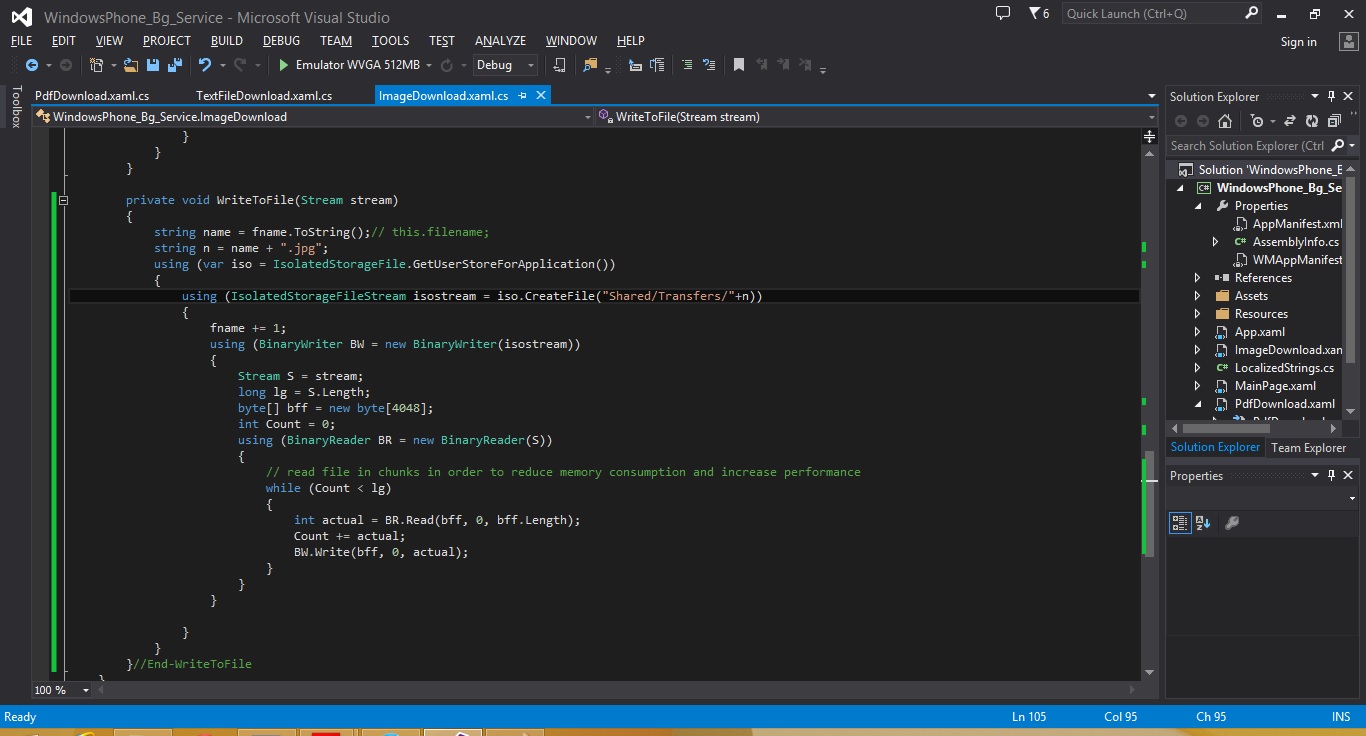 WindowsPhone_Bg_Service - Microsoft Visual Studio
6
Quick Launch (Ctrl+Q)
FILE EDIT VIEW PROJECT BUILD DEBUG TEAM TOOLS TEST ANALYZE WINDOW HELP
Sign in
Emulator WVGA 512MB
Debug
Toolbox
PdfDownload.xaml.cs TextFileDownload.xaml.cs ImageDownload.xaml.cs
WindowsPhone_Bg_Service.ImageDownload WriteToFile(Stream stream)
}
}
}
private void WriteToFile(Stream stream)
{
string name = fname.ToString();// this.filename;
string n = name + ".jpg";
using (var iso = IsolatedStorageFile.GetUserStoreForApplication())
{
using (IsolatedStorageFileStream isostream = iso.CreateFile("Shared/Transfers/"+n))
{
fname += 1;
using (BinaryWriter BW = new BinaryWriter(isostream))
{
Stream S = stream;
long lg = S.Length;
byte[] bff = new byte[4048];
int Count = 0;
using (BinaryReader BR = new BinaryReader(S))
{
// read file in chunks in order to reduce memory consumption and increase performance
while (Count < lg)
{
int actual = BR.Read(bff, 0, bff.Length);
Count += actual;
BW.Write(bff, 0, actual);
}
}
}
}
}
}//End-WriteToFile
100 %
Solution Explorer
Search Solution Explorer (Ctrl
Solution 'WindowsPhone_B
C# WindowsPhone_Bg_Se
Properties
AppManifest.xml
C# AssemblyInfo.cs
WMAppManifest
References
Assets
Resources
App.xaml
ImageDownload.xam
C# LocalizedStrings.cs
MainPage.xaml
PdfDownload.xaml
Solution Explorer Team Explorer
Properties
Ready
Ln 105 Col 95 Ch 95 INS